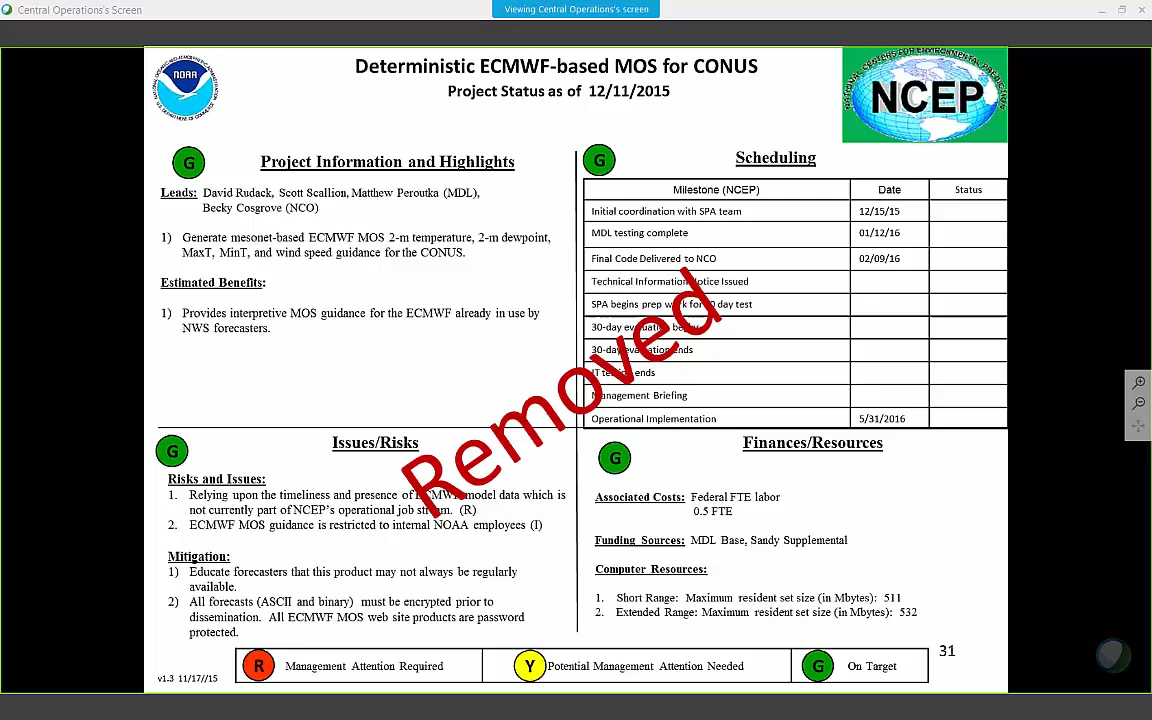 Central Operations's Screen
Viewing Central Operations's screen
Deterministic ECMWF-based MOS for CONUS
Project Status as of 12/11/2015
NOAA
NATIONAL CENTERS FOR ENVIRONMENTAL PREDICTION
NCEP
G
Project Information and Highlights
Leads: David Rudack, Scott Scallion, Matthew Peroutka (MDL),
Becky Cosgrove (NCO)
1) Generate mesonet-based ECMWF MOS 2-m temperature, 2-m dewpoint,
MaxT, MinT, and wind speed guidance for the CONUS.
Estimated Benefits:
1) Provides interpretive MOS guidance for the ECMWF already in use by
NWS forecasters.
G
Scheduling
Milestone (NCEP) Date Status
Initial coordination with SPA team 12/15/15
MDL testing complete 01/12/16
Final Code Delivered to NCO 02/09/16
Technical Information Notice Issued
SPA begins prep work for 30 day test
30-day evaluation begins
30-day evaluation ends
IT testing ends
Management Briefing
Operational Implementation 5/31/2016
Removed
G
Issues/Risks
Risks and Issues:
1. Relying upon the timeliness and presence of ECMWF model data which is
not currently part of NCEP's operational job stream. (R)
2. ECMWF MOS guidance is restricted to internal NOAA employees (I)
Mitigation:
1) Educate forecasters that this product may not always be regularly
available.
2) All forecasts (ASCII and binary) must be encrypted prior to
dissemination. All ECMWF MOS web site products are password
protected.
G
Finances/Resources
Associated Costs: Federal FTE labor
0.5 FTE
Funding Sources: MDL Base, Sandy Supplemental
Computer Resources:
1. Short Range: Maximum resident set size (in Mbytes): 511
2. Extended Range: Maximum resident set size (in Mbytes): 532
R Management Attention Required
Y Potential Management Attention Needed
G On Target
31
v1.3 11/17//15